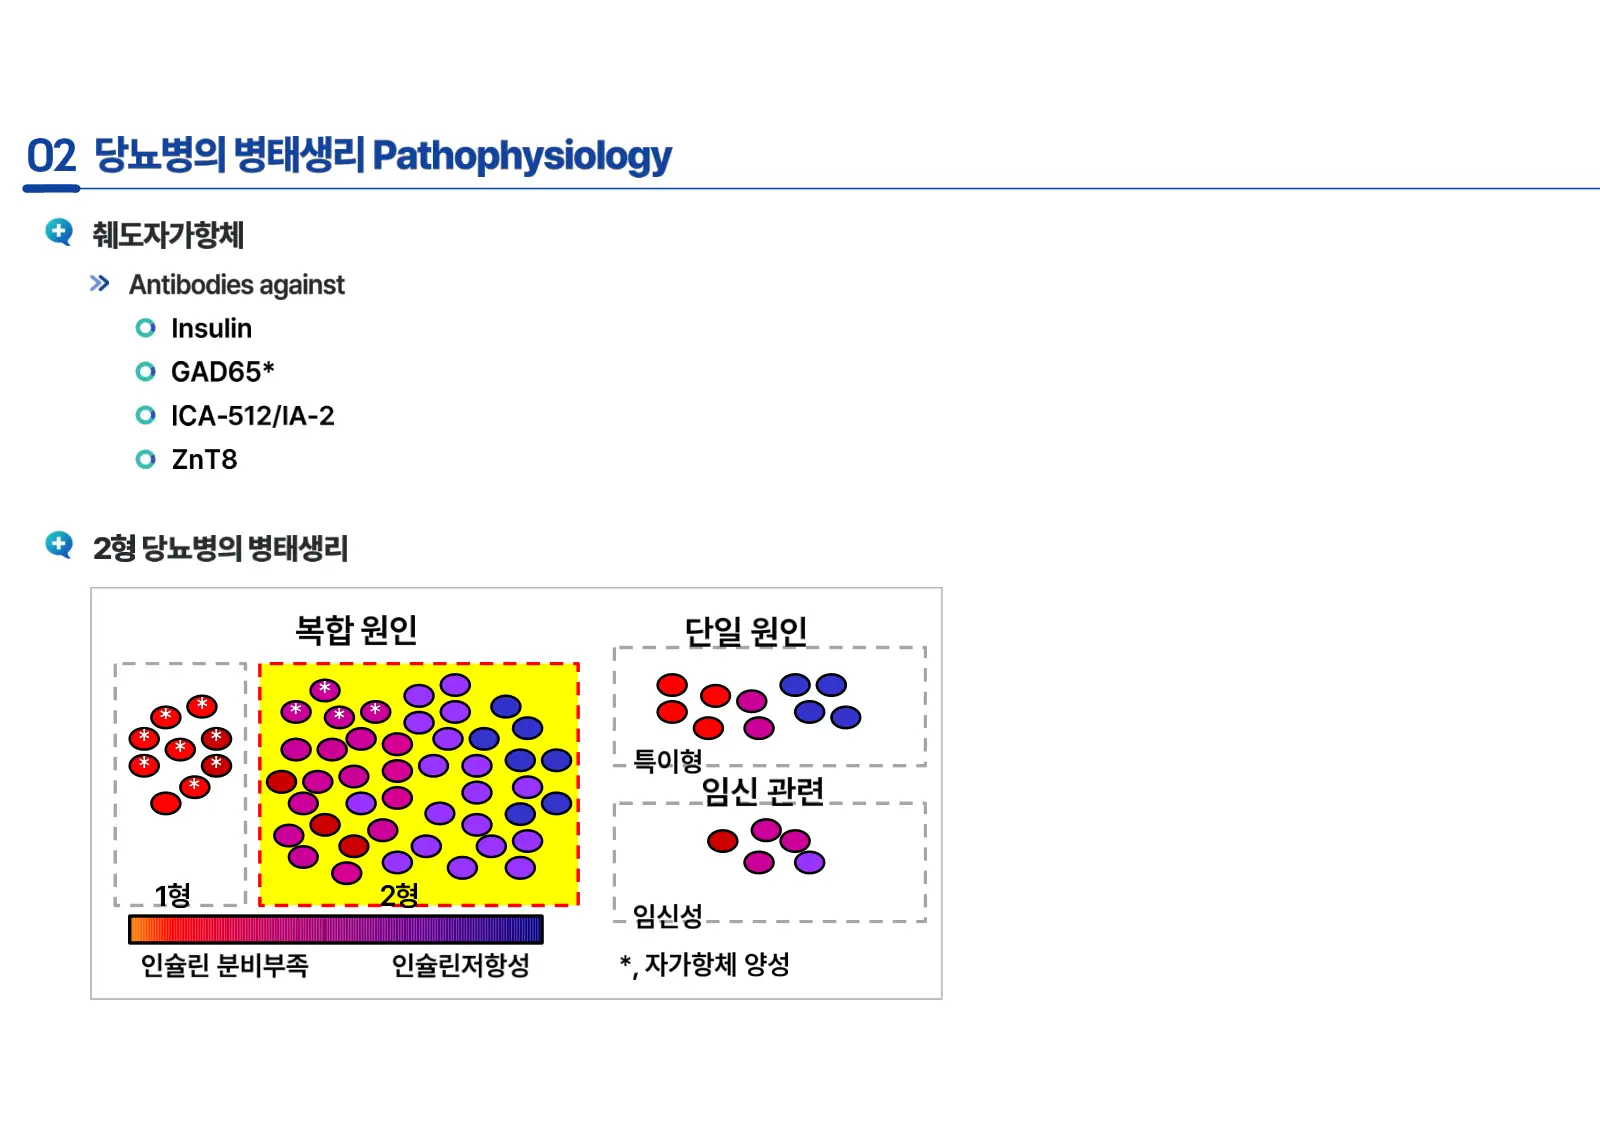 02 당뇨병의 병태생리 Pathophysiology
췌도자가항체
Antibodies against
Insulin
GAD65*
ICA-512/IA-2
ZnT8
2형 당뇨병의 병태생리
복합 원인
단일 원인
특이형
임신 관련
1형
2형
임신성
인슐린 분비부족
인슐린저항성
*, 자가항체 양성